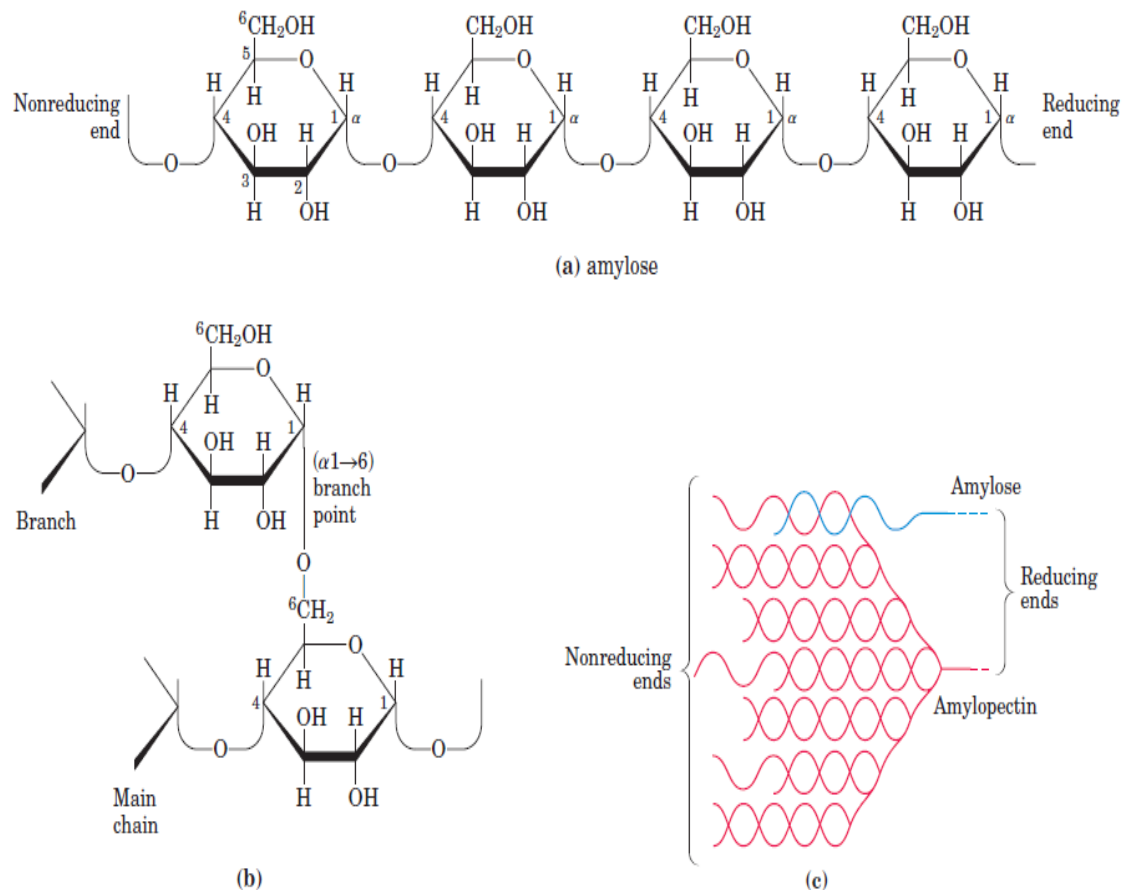 ⁶CH₂OH CH₂OH CH₂OH CH₂OH
5 O O O O
H H H H H H H H
H H H H
Nonreducing
end
4 1 α 4 1 α 4 1 α 4 1 α
Reducing
end
OH H OH H OH H OH H
O O O O
3 2
H OH H OH H OH H OH
(a) amylose
⁶CH₂OH
O
H H
H
4 1
OH H
O
(α1→6)
branch
point
Branch
H OH
O
⁶CH₂
O
H H
H
4 1
OH H
O O
Main
chain
H OH
(b)
Amylose
Reducing
ends
Nonreducing
ends
Amylopectin
(c)